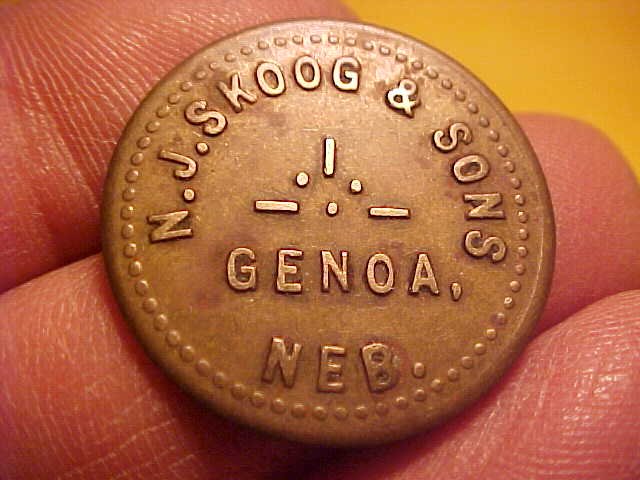 N.J. SKOOG & SONS
GENOA,
NEB.